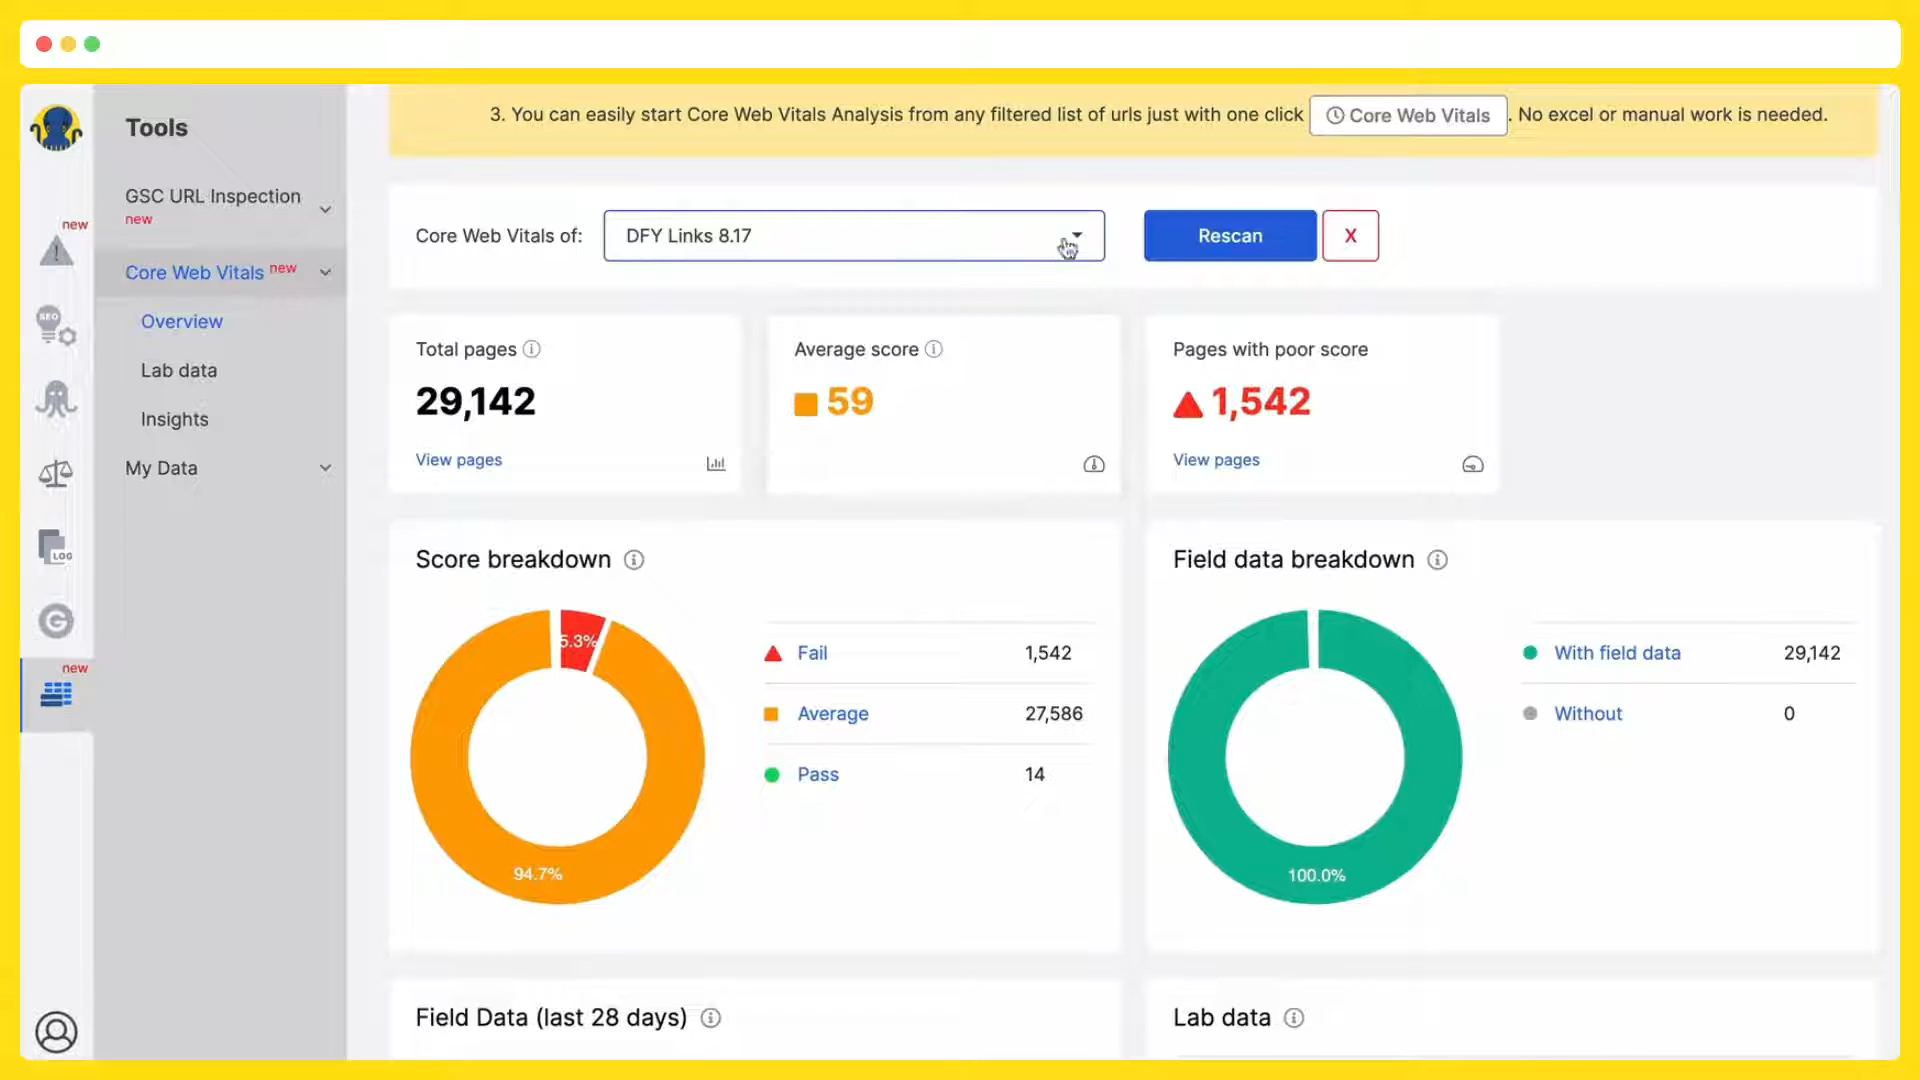 3. You can easily start Core Web Vitals Analysis from any filtered list of urls just with one click Core Web Vitals . No excel or manual work is needed.
Tools
GSC URL Inspection
new
new
Core Web Vitals new
Overview
Lab data
Insights
My Data
SEO
LOG
G
new
Core Web Vitals of: DFY Links 8.17 Rescan X
Total pages
29,142
View pages
Average score
59
Pages with poor score
1,542
View pages
Score breakdown
5.3%
94.7%
Fail 1,542
Average 27,586
Pass 14
Field data breakdown
100.0%
With field data 29,142
Without 0
Field Data (last 28 days)
Lab data